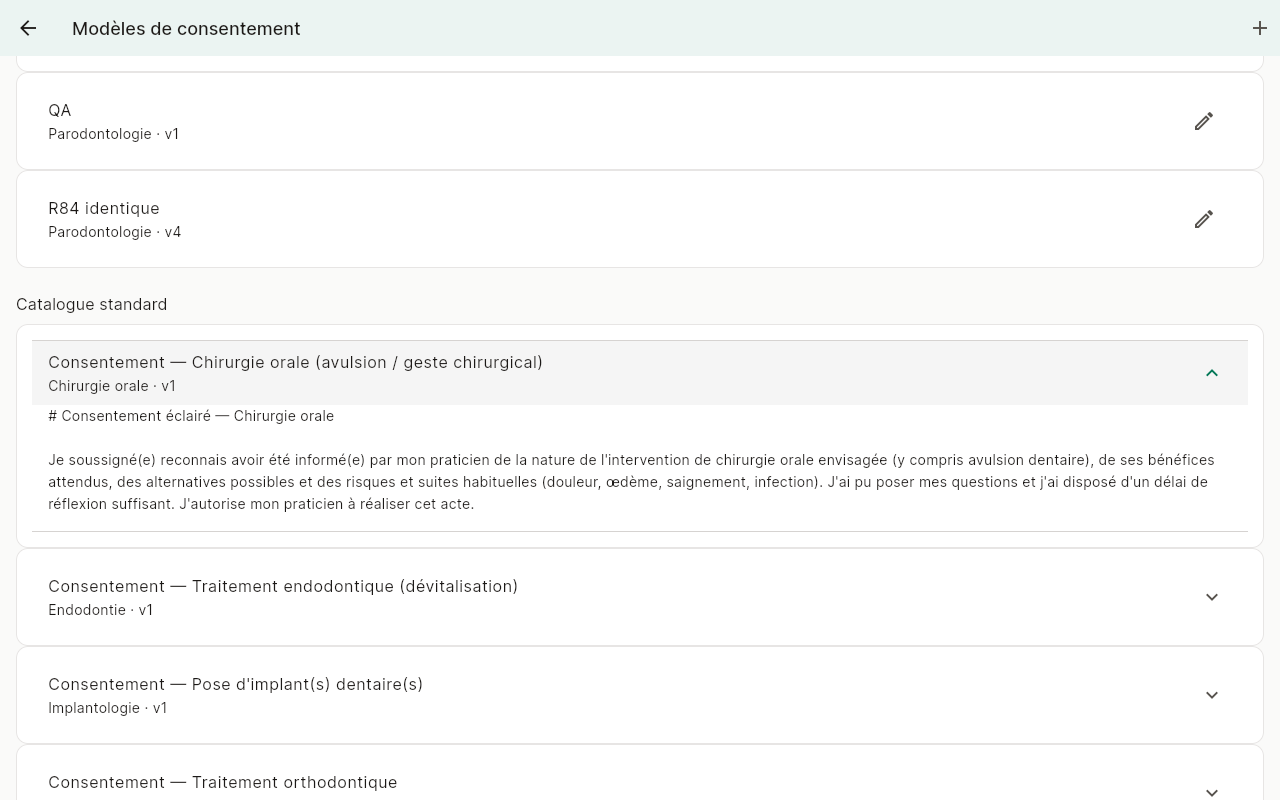 Modèles de consentement
QA
Parodontologie · v1
R84 identique
Parodontologie · v4
Catalogue standard
Consentement — Chirurgie orale (avulsion / geste chirurgical)
Chirurgie orale · v1
# Consentement éclairé — Chirurgie orale
Je soussigné(e) reconnais avoir été informé(e) par mon praticien de la nature de l'intervention de chirurgie orale envisagée (y compris avulsion dentaire), de ses bénéfices
attendus, des alternatives possibles et des risques et suites habituelles (douleur, œdème, saignement, infection). J'ai pu poser mes questions et j'ai disposé d'un délai de
réflexion suffisant. J'autorise mon praticien à réaliser cet acte.
Consentement — Traitement endodontique (dévitalisation)
Endodontie · v1
Consentement — Pose d'implant(s) dentaire(s)
Implantologie · v1
Consentement — Traitement orthodontique